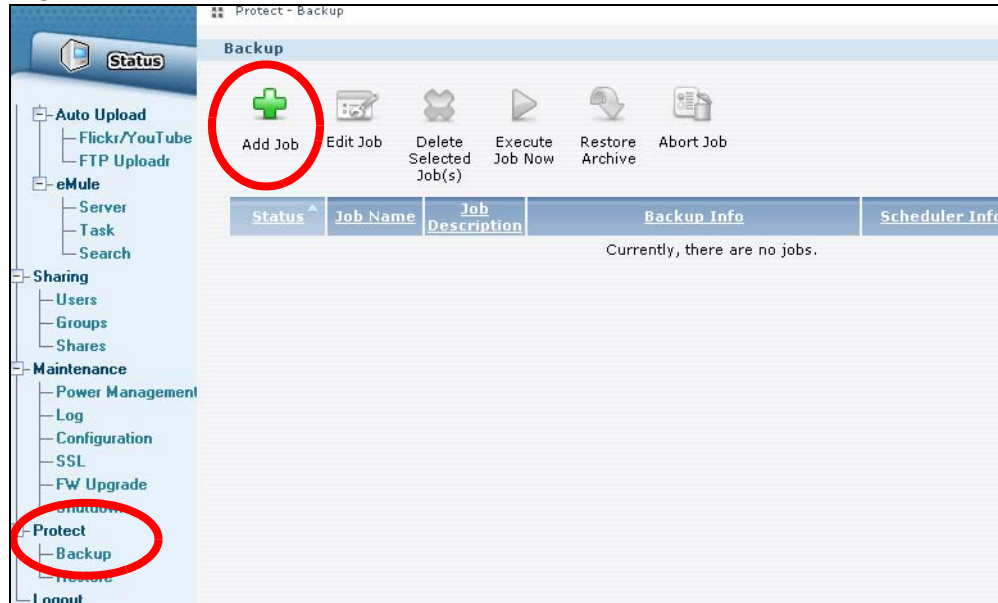 Protect - Backup
Status
Backup
Add Job
Edit Job
Delete Selected Job(s)
Execute Job Now
Restore Archive
Abort Job
Status
Job Name
Job Description
Backup Info
Scheduler Info
Currently, there are no jobs.
Auto Upload
Flickr/YouTube
FTP Uploadr
eMule
Server
Task
Search
Sharing
Users
Groups
Shares
Maintenance
Power Management
Log
Configuration
SSL
FW Upgrade
Shutdown
Protect
Backup
Restore
Logout